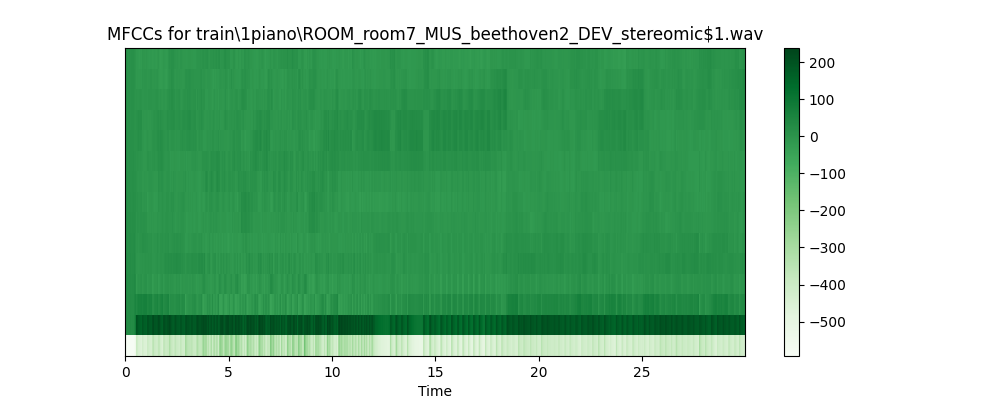 MFCCs for train\1piano\ROOM_room7_MUS_beethoven2_DEV_stereomic$1.wav
200
100
0
−100
−200
−300
−400
−500
0 5 10 15 20 25
Time